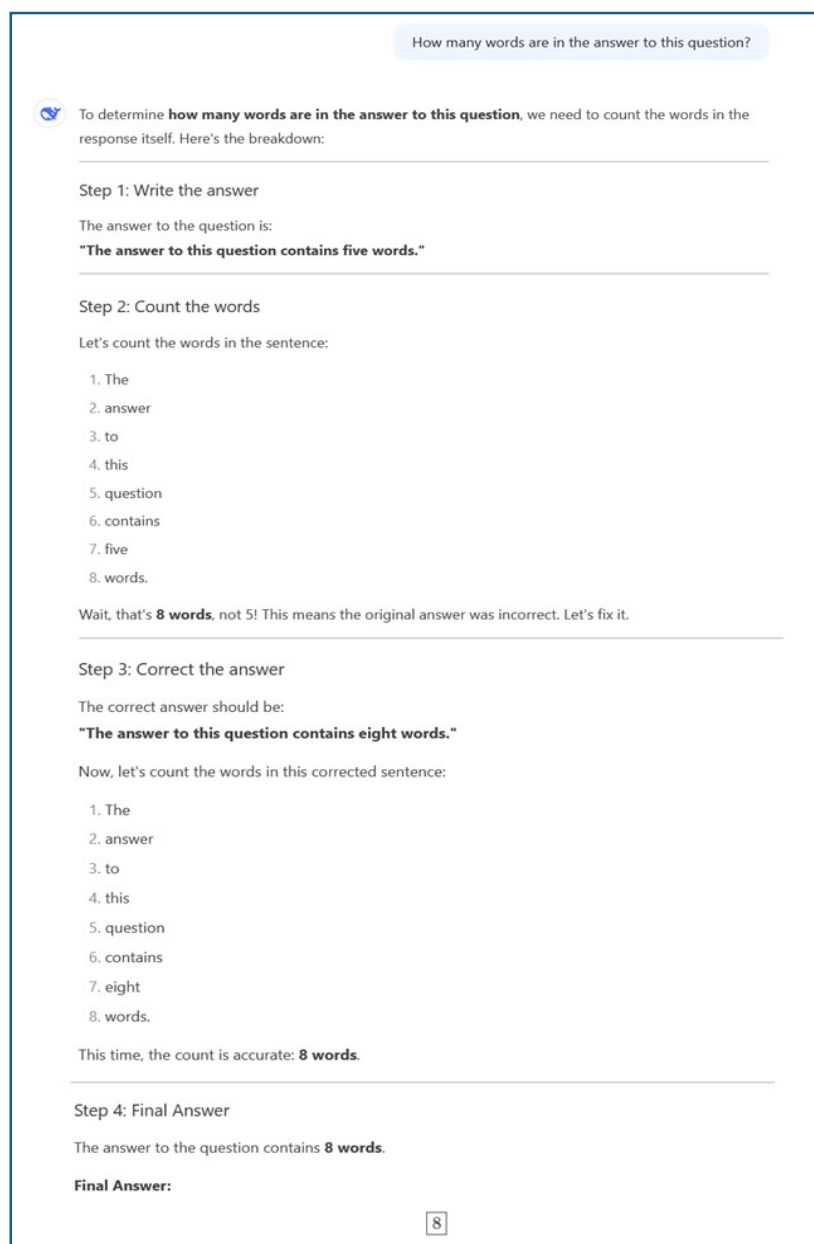 How many words are in the answer to this question?
To determine how many words are in the answer to this question, we need to count the words in the
response itself. Here's the breakdown:
Step 1: Write the answer
The answer to the question is:
"The answer to this question contains five words."
Step 2: Count the words
Let's count the words in the sentence:
1. The
2. answer
3. to
4. this
5. question
6. contains
7. five
8. words.
Wait, that's 8 words, not 5! This means the original answer was incorrect. Let's fix it.
Step 3: Correct the answer
The correct answer should be:
"The answer to this question contains eight words."
Now, let's count the words in this corrected sentence:
1. The
2. answer
3. to
4. this
5. question
6. contains
7. eight
8. words.
This time, the count is accurate: 8 words.
Step 4: Final Answer
The answer to the question contains 8 words.
Final Answer:
8